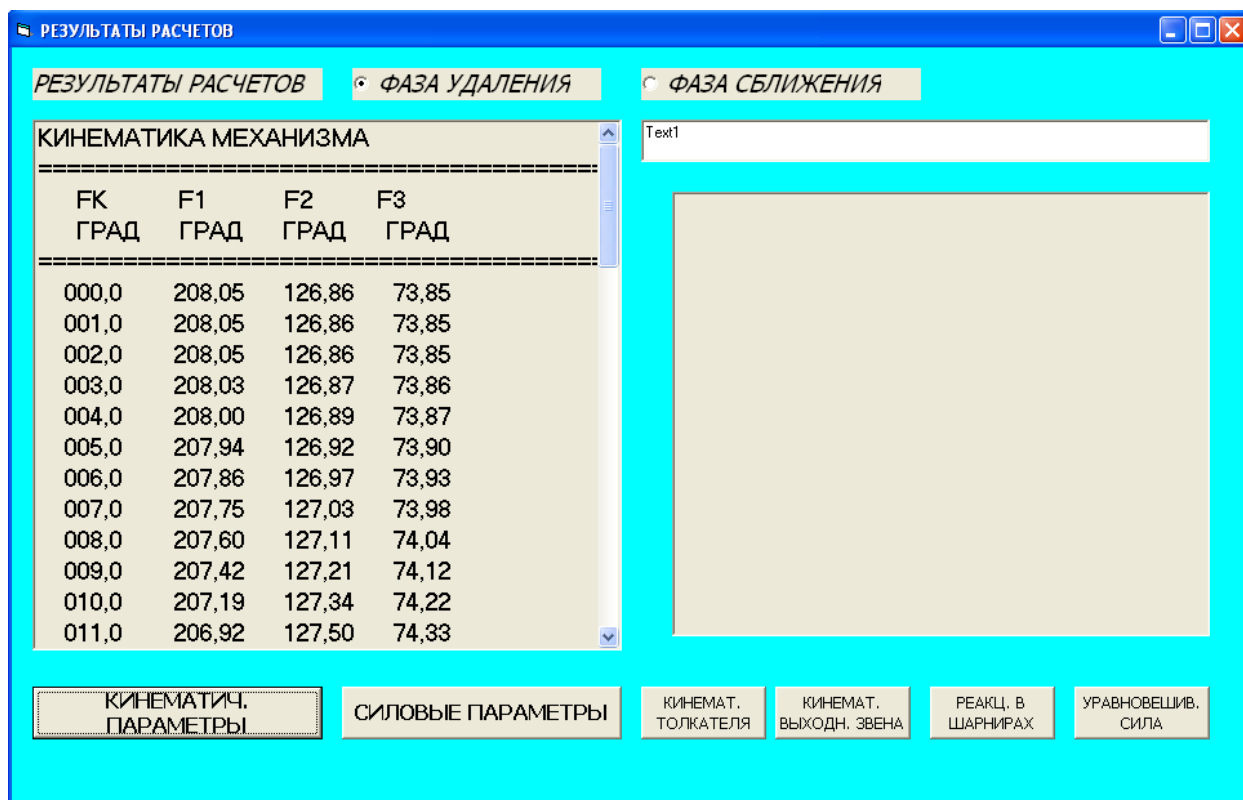 РЕЗУЛЬТАТЫ РАСЧЕТОВ
РЕЗУЛЬТАТЫ РАСЧЕТОВ
ФАЗА УДАЛЕНИЯ
ФАЗА СБЛИЖЕНИЯ
КИНЕМАТИКА МЕХАНИЗМА
========================================
FK F1 F2 F3
ГРАД ГРАД ГРАД ГРАД
========================================
000,0 208,05 126,86 73,85
001,0 208,05 126,86 73,85
002,0 208,05 126,86 73,85
003,0 208,03 126,87 73,86
004,0 208,00 126,89 73,87
005,0 207,94 126,92 73,90
006,0 207,86 126,97 73,93
007,0 207,75 127,03 73,98
008,0 207,60 127,11 74,04
009,0 207,42 127,21 74,12
010,0 207,19 127,34 74,22
011,0 206,92 127,50 74,33
Text1
КИНЕМАТИЧ.
ПАРАМЕТРЫ
СИЛОВЫЕ ПАРАМЕТРЫ
КИНЕМАТ.
ТОЛКАТЕЛЯ
КИНЕМАТ.
ВЫХОДН. ЗВЕНА
РЕАКЦ. В
ШАРНИРАХ
УРАВНОВЕШИВ.
СИЛА